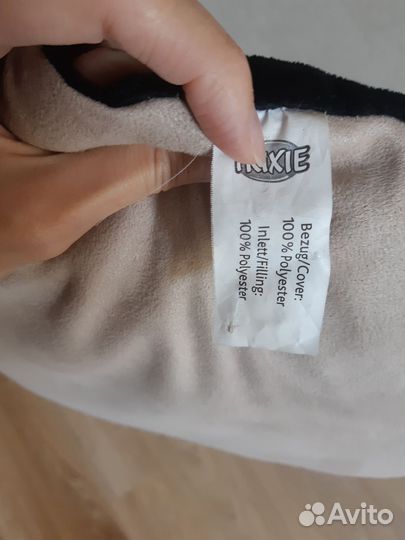 TRIXIE
Bezug/Cover:
100% Polyester
Inlett/Filling:
100% Polyester
Avito